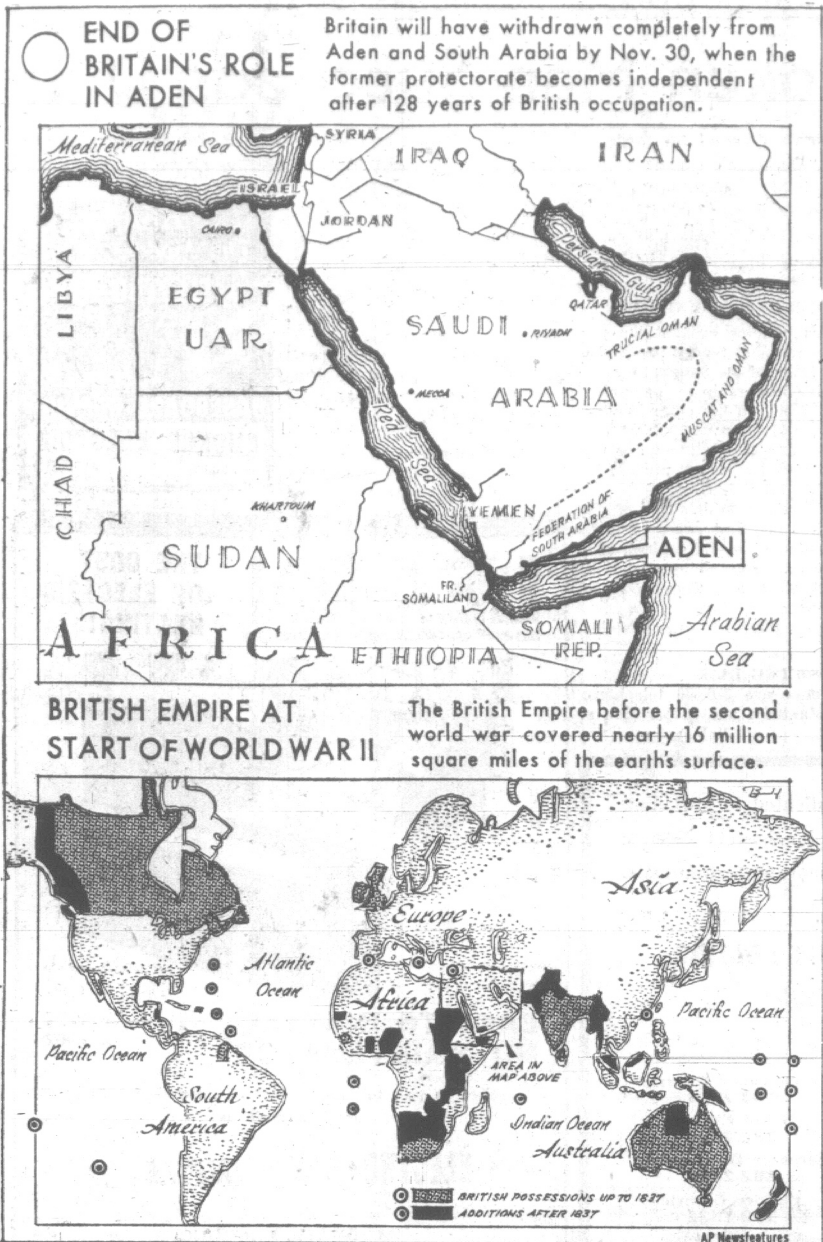 END OF
BRITAIN'S ROLE
IN ADEN
Britain will have withdrawn completely from
Aden and South Arabia by Nov. 30, when the
former protectorate becomes independent
after 128 years of British occupation.
Mediterranean Sea
SYRIA
IRAQ
IRAN
ISRAEL
JORDAN
CAIRO
LIBYA
EGYPT
UAR
Persian Gulf
QATAR
SAUDI
RIYADH
TRUCIAL OMAN
MECCA
ARABIA
MUSCAT AND OMAN
Red
Sea
CHAD
KHARTOUM
YEMEN
FEDERATION OF
SOUTH ARABIA
ADEN
SUDAN
FR.
SOMALILAND
AFRICA
ETHIOPIA
SOMALI
REP.
Arabian
Sea
BRITISH EMPIRE AT
START OF WORLD WAR II
The British Empire before the second
world war covered nearly 16 million
square miles of the earth's surface.
Asia
Europe
Atlantic
Ocean
Africa
Pacific Ocean
Pacific Ocean
AREA IN
MAP ABOVE
South
America
Indian Ocean
Australia
BRITISH POSSESSIONS UP TO 1837
ADDITIONS AFTER 1837
AP Newsfeatures